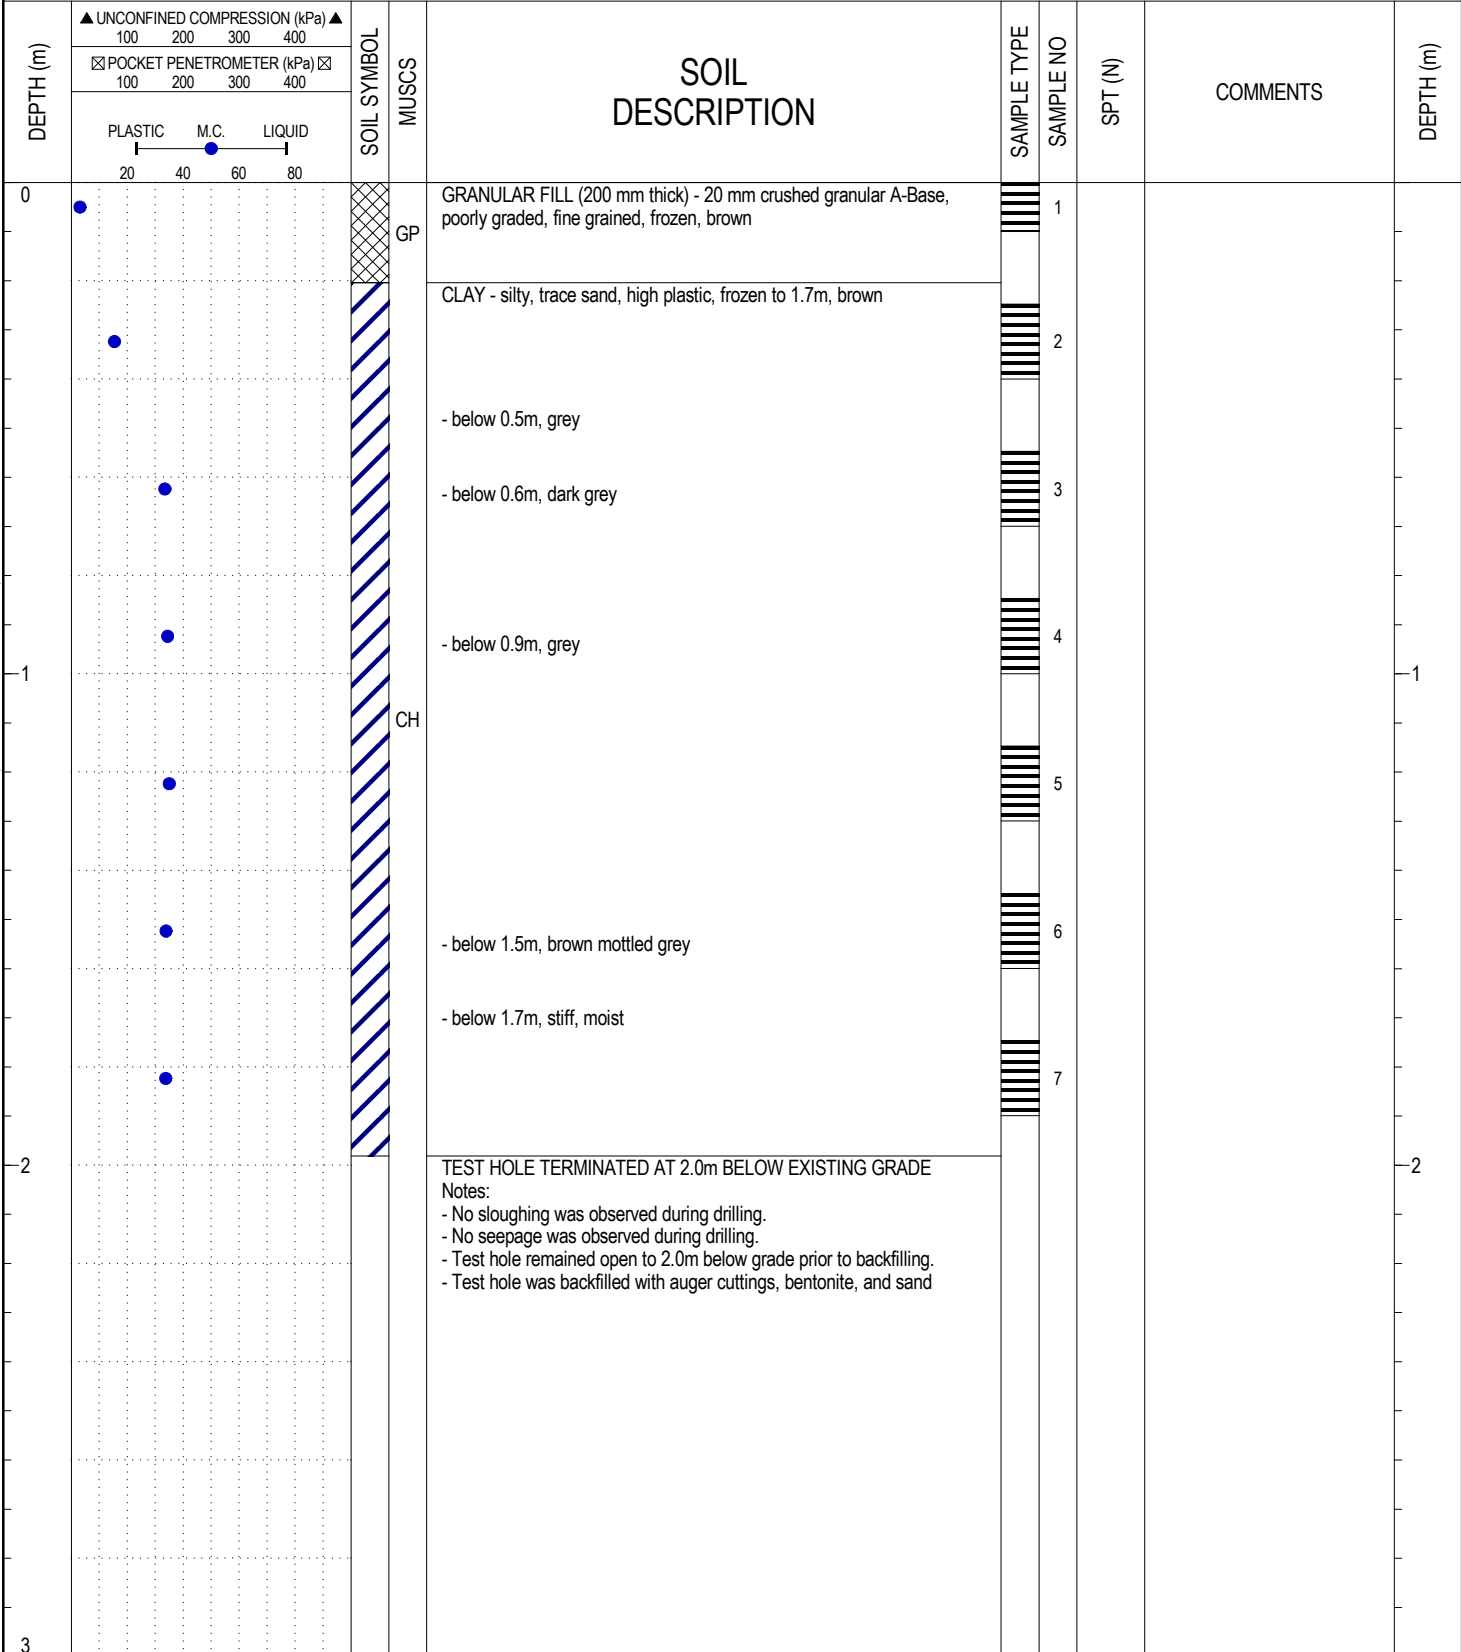 DEPTH (m)
▲ UNCONFINED COMPRESSION (kPa) ▲
100 200 300 400
☒ POCKET PENETROMETER (kPa) ☒
100 200 300 400
PLASTIC M.C. LIQUID
20 40 60 80
SOIL SYMBOL
MUSCS
SOIL
DESCRIPTION
SAMPLE TYPE
SAMPLE NO
SPT (N)
COMMENTS
DEPTH (m)
0
GRANULAR FILL (200 mm thick) - 20 mm crushed granular A-Base,
poorly graded, fine grained, frozen, brown
1
GP
CLAY - silty, trace sand, high plastic, frozen to 1.7m, brown
2
- below 0.5m, grey
- below 0.6m, dark grey
3
- below 0.9m, grey
4
1
1
CH
5
- below 1.5m, brown mottled grey
6
- below 1.7m, stiff, moist
7
2
2
TEST HOLE TERMINATED AT 2.0m BELOW EXISTING GRADE
Notes:
- No sloughing was observed during drilling.
- No seepage was observed during drilling.
- Test hole remained open to 2.0m below grade prior to backfilling.
- Test hole was backfilled with auger cuttings, bentonite, and sand
3